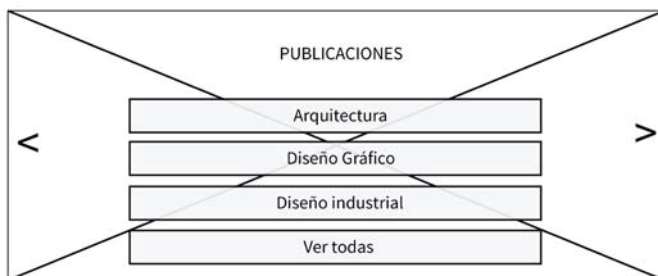 PUBLICACIONES
Arquitectura
< >
Diseño Gráfico
Diseño industrial
Ver todas